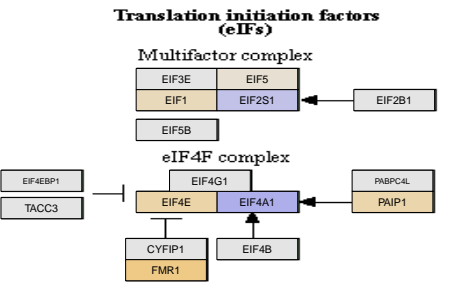 Translation initiation factors
(eIFs)
Multifactor complex
EIF3E EIF5
EIF1 EIF2S1 EIF2B1
EIF5B
eIF4F complex
EIF4EBP1 EIF4G1 PABPC4L
TACC3 EIF4E EIF4A1 PAIP1
CYFIP1 EIF4B
FMR1